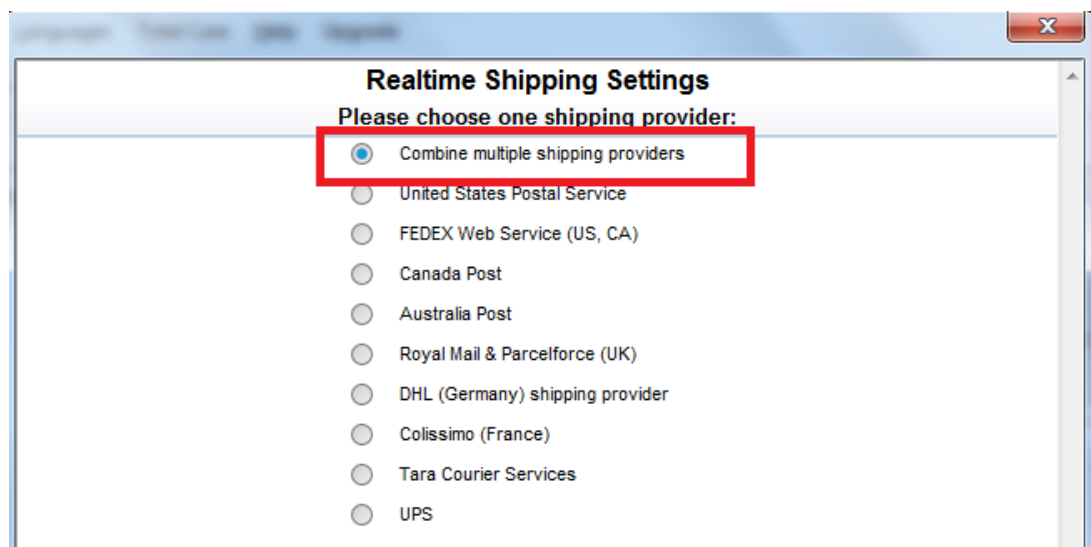 Realtime Shipping Settings
Please choose one shipping provider:
Combine multiple shipping providers
United States Postal Service
FEDEX Web Service (US, CA)
Canada Post
Australia Post
Royal Mail & Parcelforce (UK)
DHL (Germany) shipping provider
Colissimo (France)
Tara Courier Services
UPS